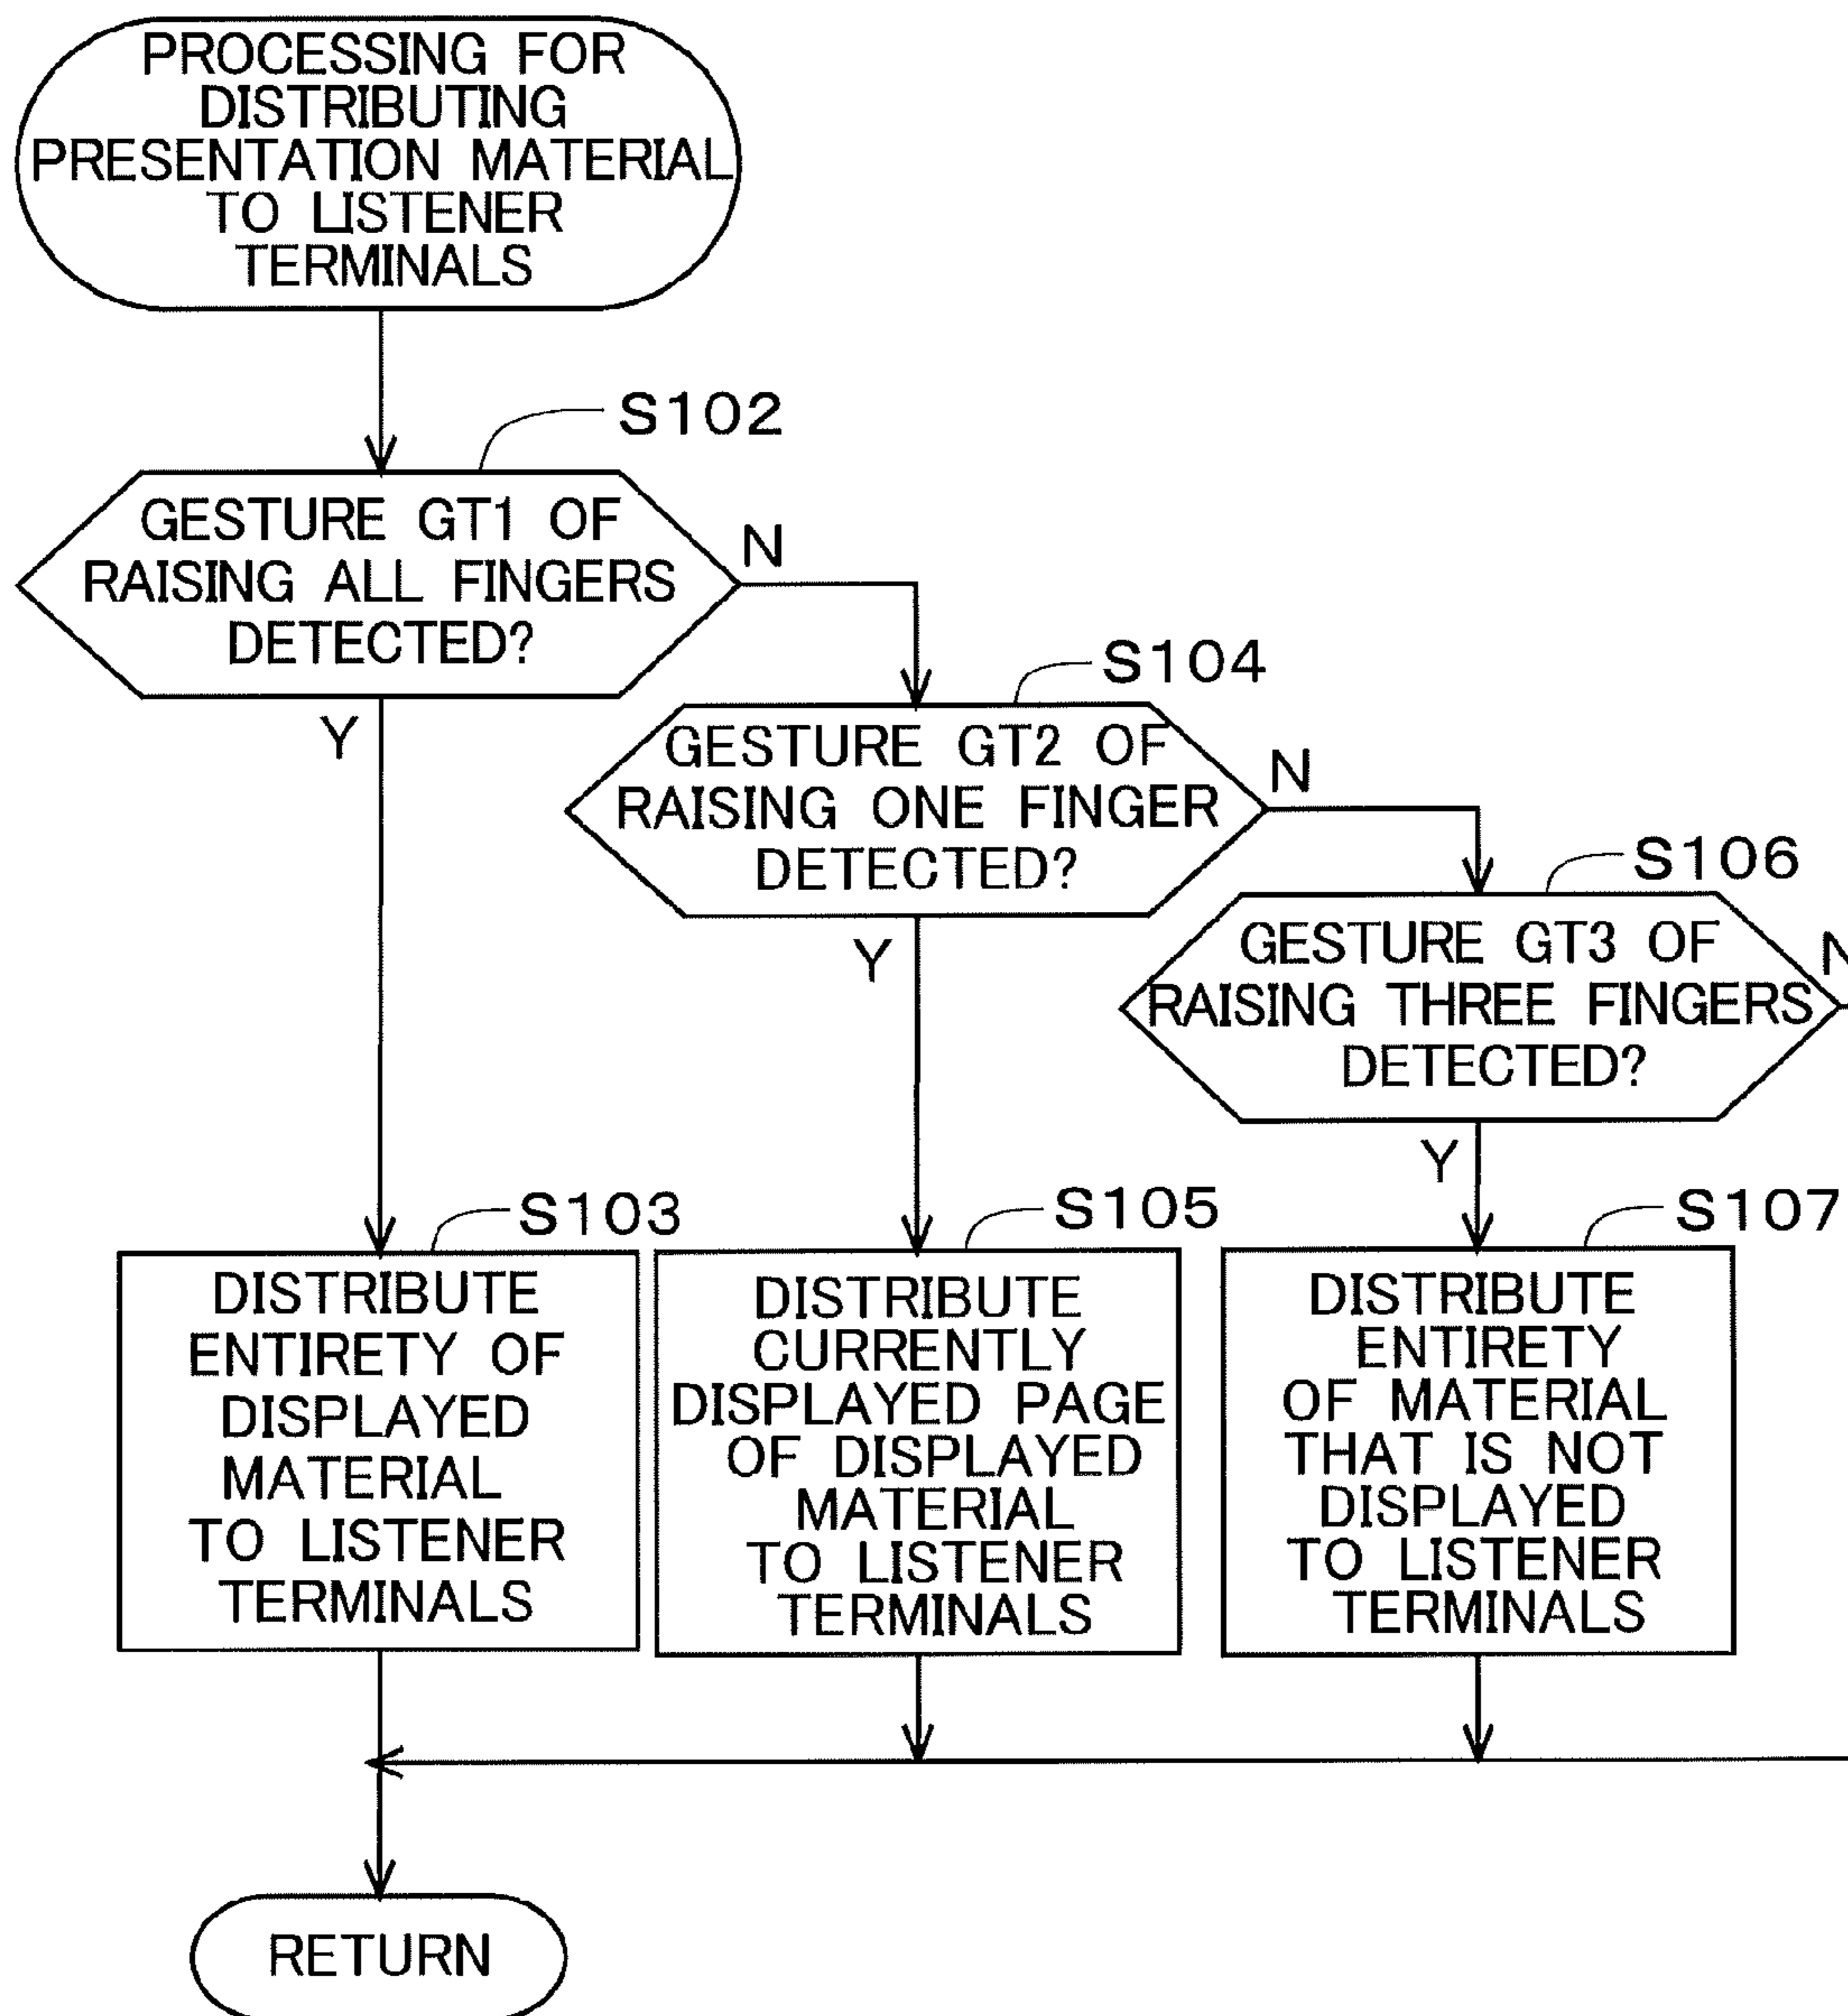 PROCESSING FOR
DISTRIBUTING
PRESENTATION MATERIAL
TO LISTENER
TERMINALS
S102
GESTURE GT1 OF
RAISING ALL FINGERS
DETECTED?
N
Y
S104
GESTURE GT2 OF
RAISING ONE FINGER
DETECTED?
N
Y
S106
GESTURE GT3 OF
RAISING THREE FINGERS
DETECTED?
N
Y
S103
DISTRIBUTE
ENTIRETY OF
DISPLAYED
MATERIAL
TO LISTENER
TERMINALS
S105
DISTRIBUTE
CURRENTLY
DISPLAYED PAGE
OF DISPLAYED
MATERIAL
TO LISTENER
TERMINALS
S107
DISTRIBUTE
ENTIRETY
OF MATERIAL
THAT IS NOT
DISPLAYED
TO LISTENER
TERMINALS
RETURN